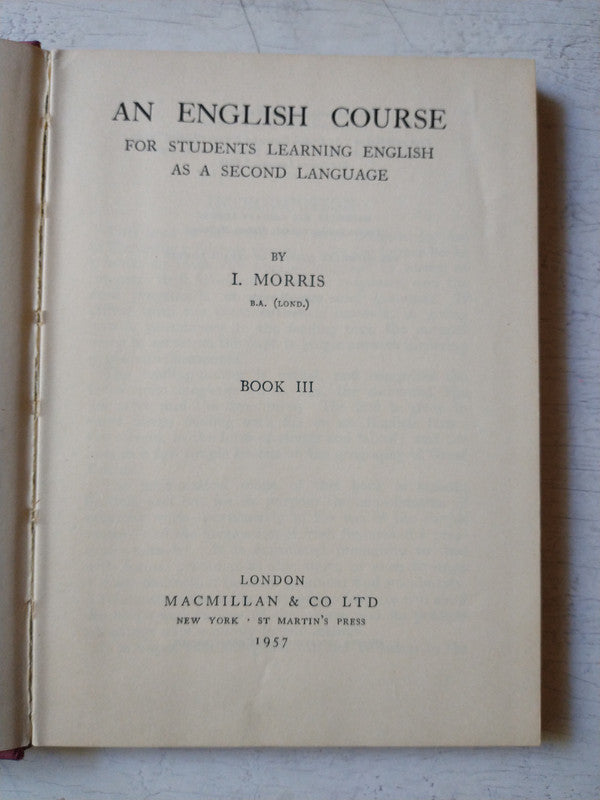 AN ENGLISH COURSE
FOR STUDENTS LEARNING ENGLISH
AS A SECOND LANGUAGE
BY
I. MORRIS
B.A. (LOND.)
BOOK III
LONDON
MACMILLAN & CO LTD
NEW YORK · ST MARTIN'S PRESS
1957